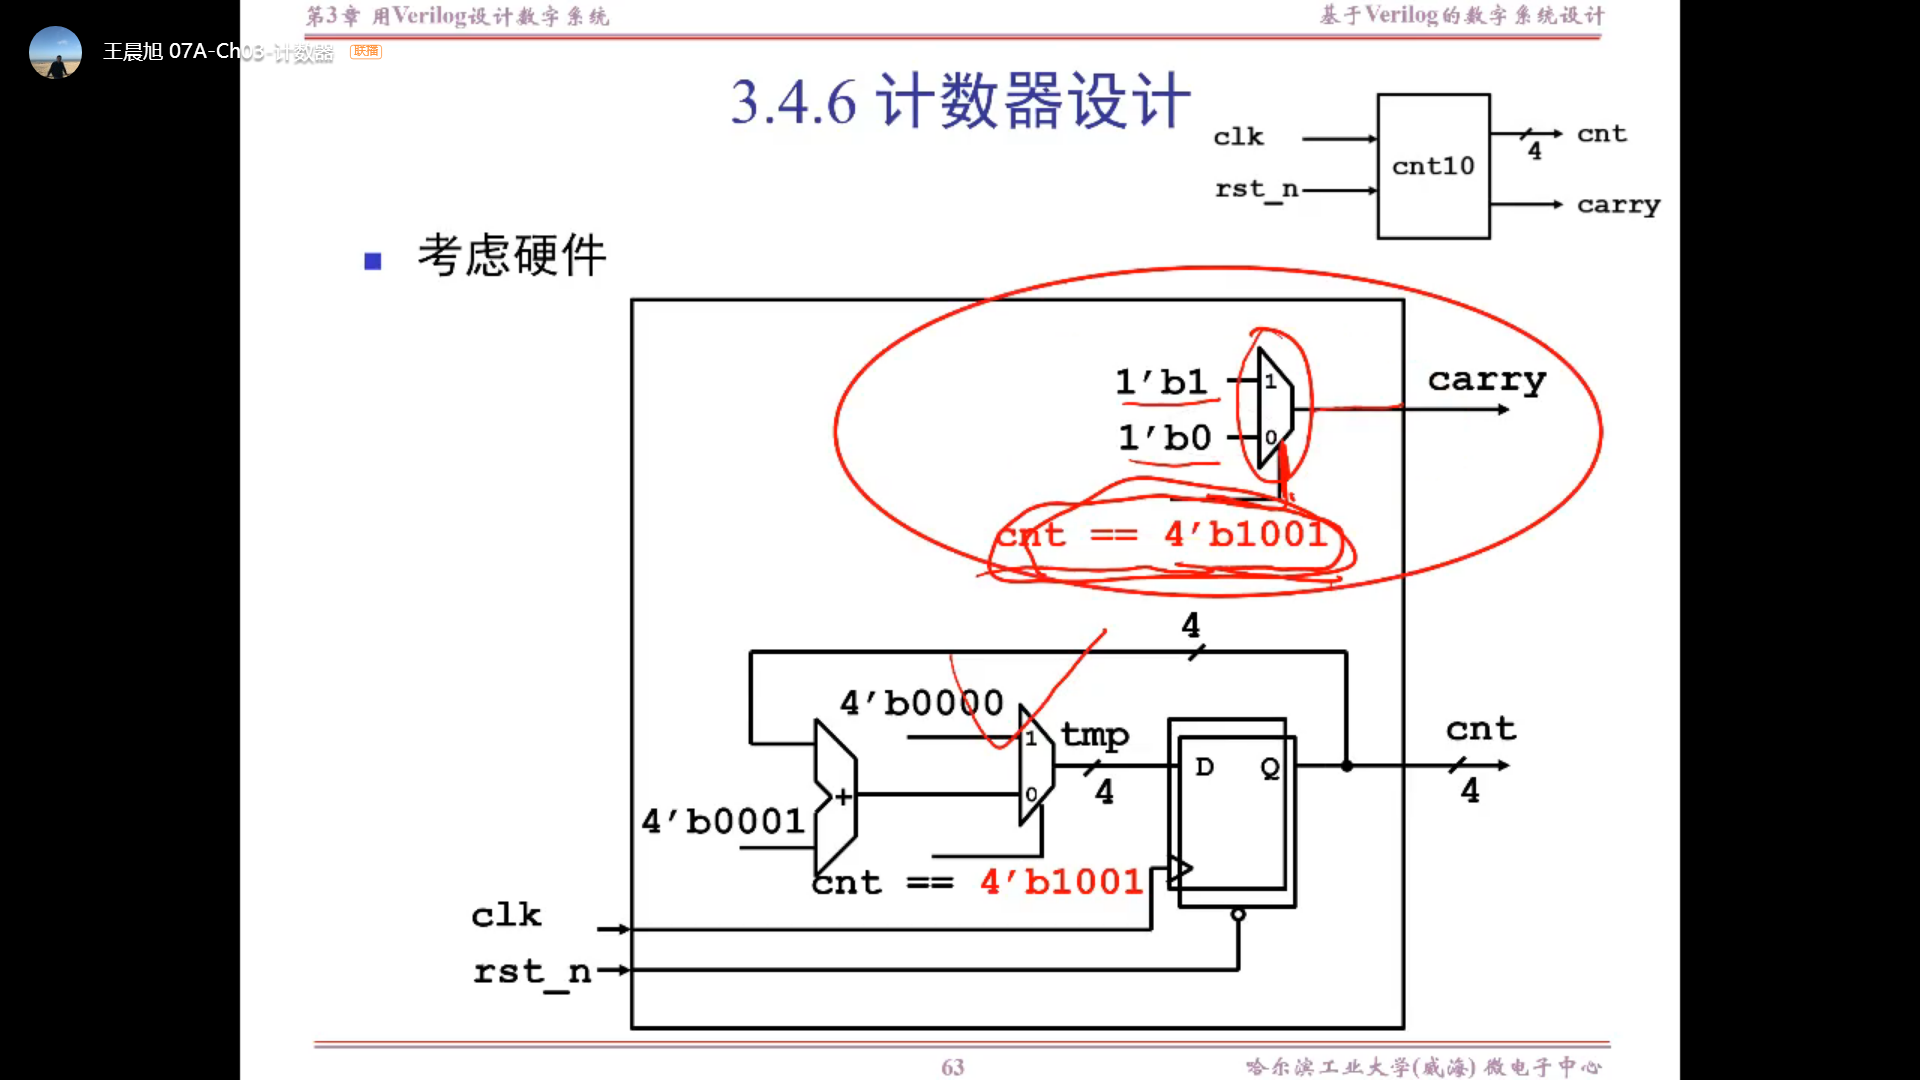 第3章 用Verilog设计数字系统
基于Verilog的数字系统设计
王晨旭 07A-Ch03-计数器 联播
3.4.6 计数器设计
clk
rst_n
cnt10
cnt
4
carry
考虑硬件
1'b1
1
carry
1'b0
0
cnt == 4'b1001
4
4'b0000
1
tmp
4
D
Q
cnt
4
+
0
4'b0001
cnt == 4'b1001
clk
rst_n
63
哈尔滨工业大学(威海) 微电子中心